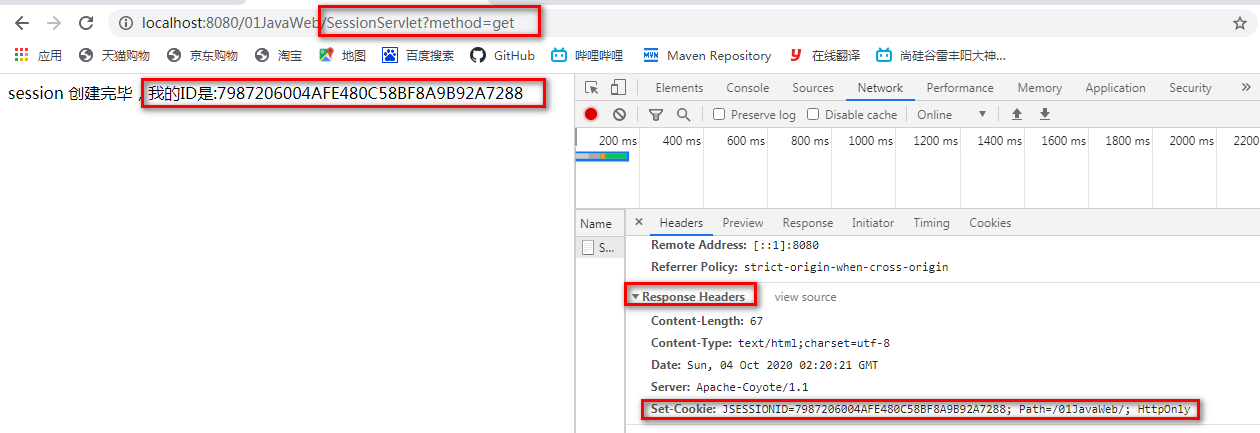 localhost:8080/01JavaWeb/SessionServlet?method=get
应用 天猫购物 京东购物 淘宝 地图 百度搜索 GitHub 哔哩哔哩 Maven Repository 在线翻译 尚硅谷雷丰阳大神...
session 创建完毕，我的ID是:7987206004AFE480C58BF8A9B92A7288
Elements Console Sources Network Performance Memory Application Security »
Preserve log Disable cache Online ▼
200 ms 400 ms 600 ms 800 ms 1000 ms 1200 ms 1400 ms 1600 ms 1800 ms 2000 ms 2200
Name × Headers Preview Response Initiator Timing Cookies
S...
Remote Address: [::1]:8080
Referrer Policy: strict-origin-when-cross-origin
▼ Response Headers view source
Content-Length: 67
Content-Type: text/html;charset=utf-8
Date: Sun, 04 Oct 2020 02:20:21 GMT
Server: Apache-Coyote/1.1
Set-Cookie: JSESSIONID=7987206004AFE480C58BF8A9B92A7288; Path=/01JavaWeb/; HttpOnly